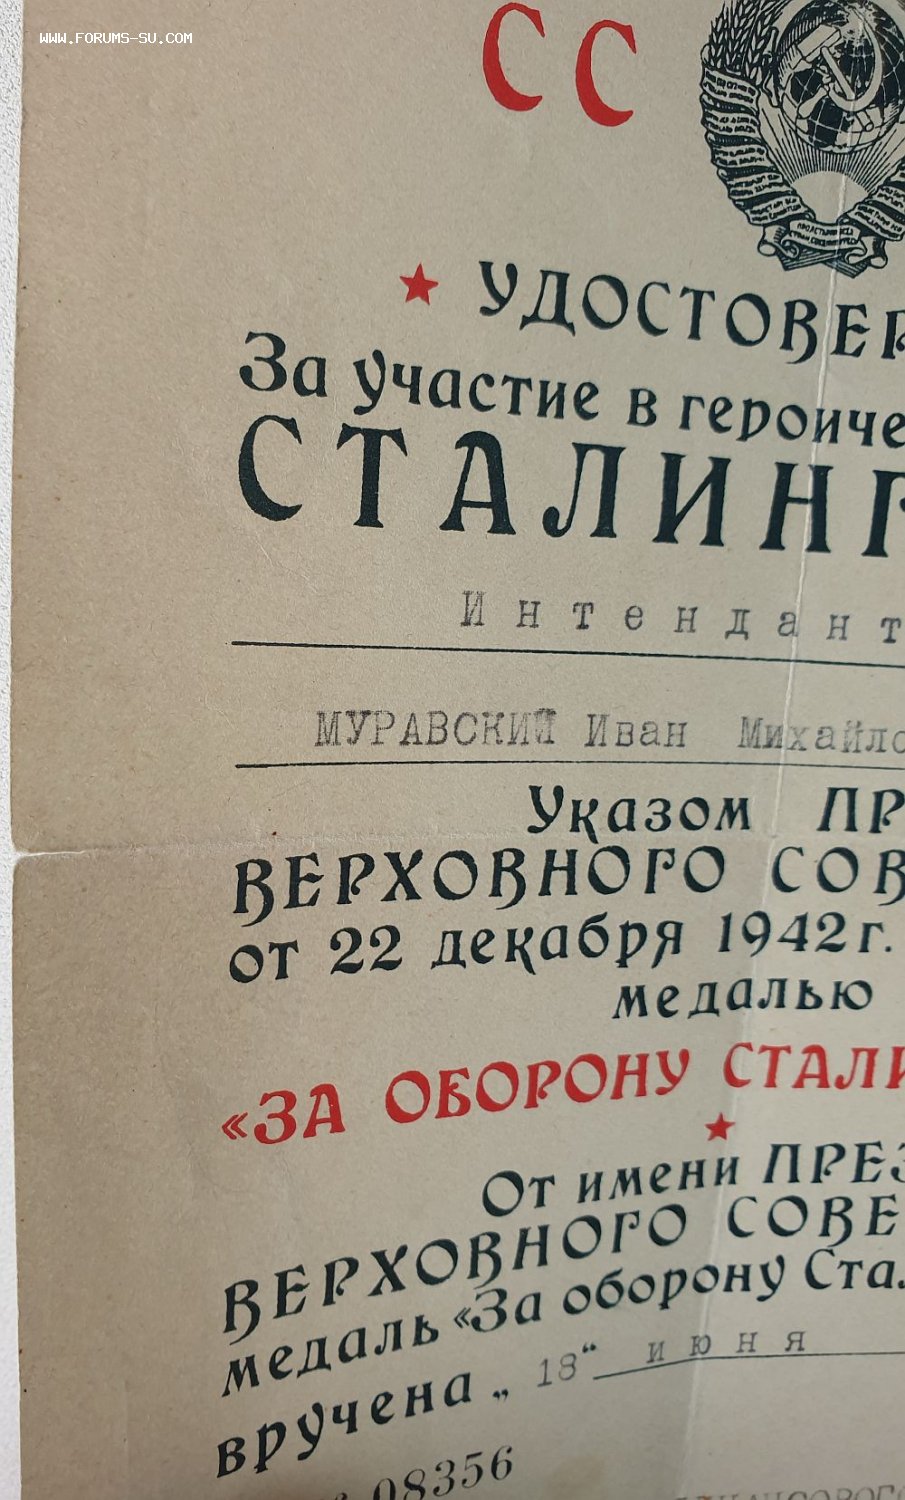 WWW.FORUMS-SU.COM
СС
УДОСТОВЕР
За участие в героиче
СТАЛИНГ
Интендант
МУРАВСКИЙ Иван Михайло
Указом ПР
ВЕРХОВНОГО СОВ
от 22 декабря 1942 г.
медалью
«ЗА ОБОРОНУ СТАЛИ
От имени ПРЕЗ
ВЕРХОВНОГО СОВЕ
медаль «За оборону Ста
вручена „18“ июня
08356